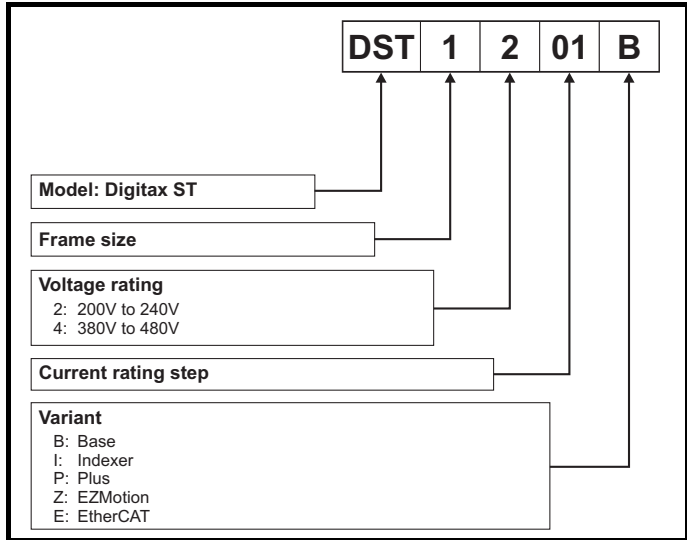 DST 1 2 01 B
Model: Digitax ST
Frame size
Voltage rating
2: 200V to 240V
4: 380V to 480V
Current rating step
Variant
B: Base
I: Indexer
P: Plus
Z: EZMotion
E: EtherCAT